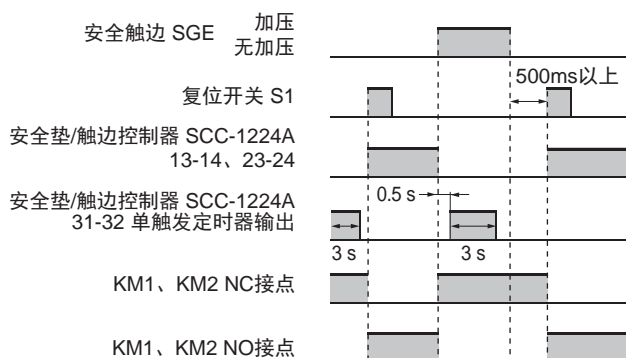 安全触边 SGE
加压
无加压
500ms以上
复位开关 S1
安全垫/触边控制器 SCC-1224A
13-14、23-24
安全垫/触边控制器 SCC-1224A
31-32 单触发定时器输出
0.5 s
3 s
3 s
KM1、KM2 NC接点
KM1、KM2 NO接点